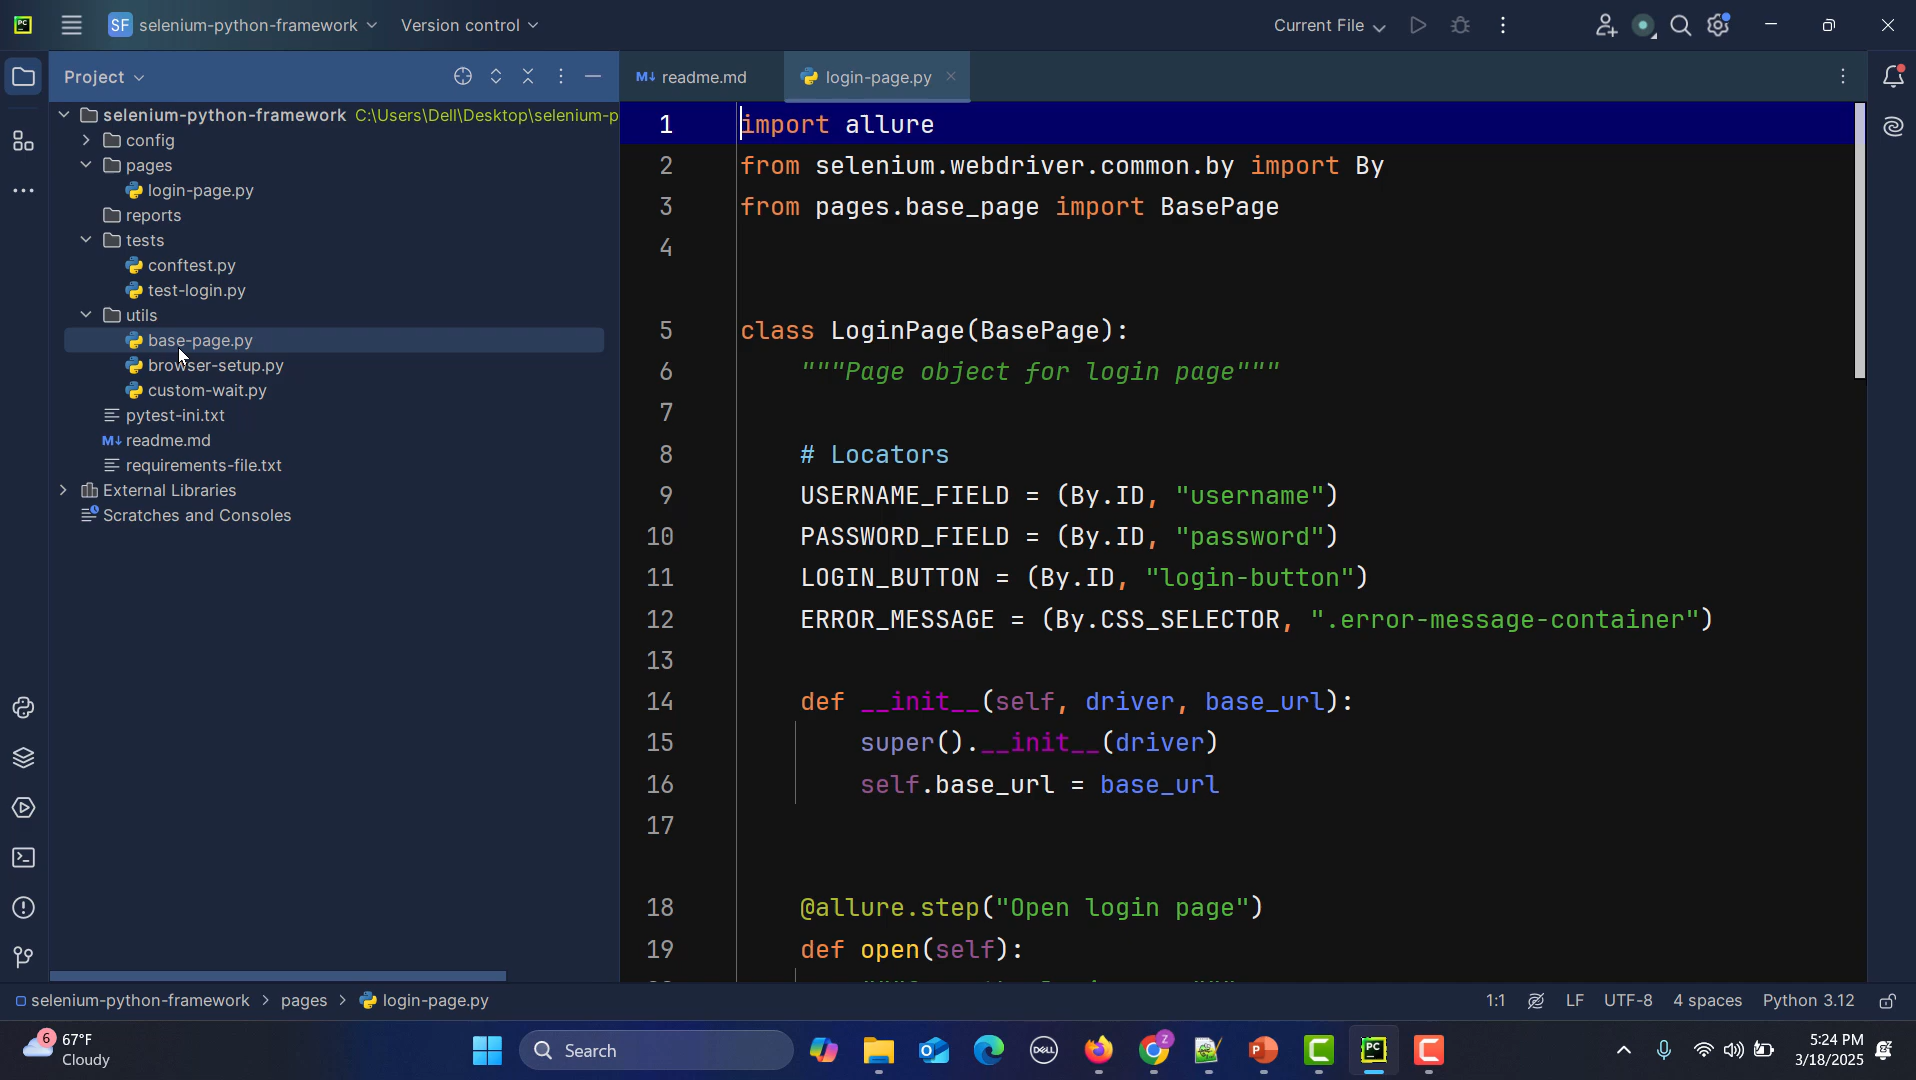 PC SF selenium-python-framework Version control Current File
Project
readme.md
login-page.py
selenium-python-framework C:\Users\Dell\Desktop\selenium-p
config
pages
login-page.py
reports
tests
conftest.py
test-login.py
utils
base-page.py
browser-setup.py
custom-wait.py
pytest-ini.txt
M↓ readme.md
requirements-file.txt
External Libraries
Scratches and Consoles
1 import allure
2 from selenium.webdriver.common.by import By
3 from pages.base_page import BasePage
4
5 class LoginPage(BasePage):
6 """Page object for login page"""
7
8 # Locators
9 USERNAME_FIELD = (By.ID, "username")
10 PASSWORD_FIELD = (By.ID, "password")
11 LOGIN_BUTTON = (By.ID, "login-button")
12 ERROR_MESSAGE = (By.CSS_SELECTOR, ".error-message-container")
13
14 def __init__(self, driver, base_url):
15 super().__init__(driver)
16 self.base_url = base_url
17
18 @allure.step("Open login page")
19 def open(self):
selenium-python-framework > pages > login-page.py 1:1 LF UTF-8 4 spaces Python 3.12
6 67°F
Cloudy
Search
DELL
Z
PC
5:24 PM
3/18/2025